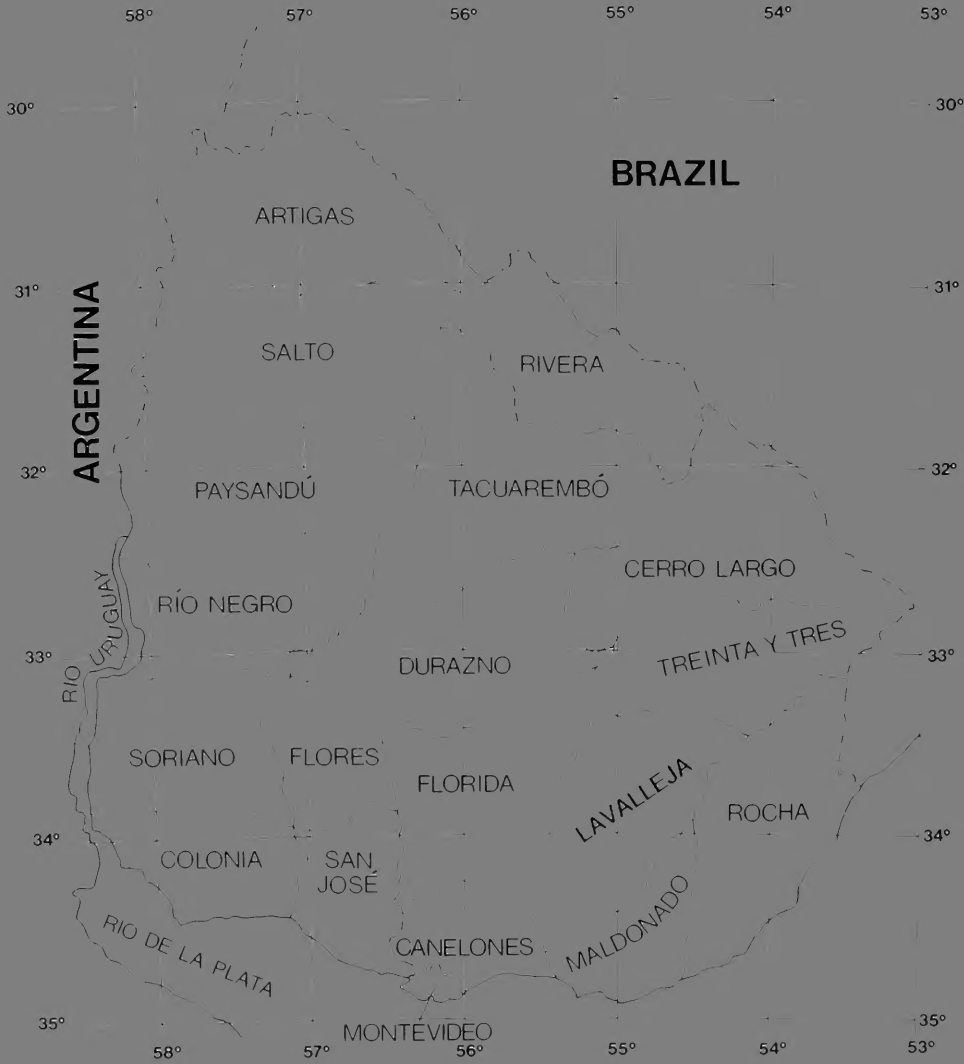 58° 57° 56° 55° 54° 53°
30° 30°
BRAZIL
ARTIGAS
31° 31°
ARGENTINA
SALTO
RIVERA
32° 32°
PAYSANDÚ
TACUAREMBÓ
CERRO LARGO
RIO URUGUAY
RÍO NEGRO
TREINTA Y TRES
33° 33°
DURAZNO
SORIANO
FLORES
FLORIDA
LAVALLEJA
ROCHA
34° 34°
COLONIA
SAN
JOSÉ
MALDONADO
RIO DE LA PLATA
CANELONES
35° 35°
MONTEVIDEO
58° 57° 56° 55° 54° 53°